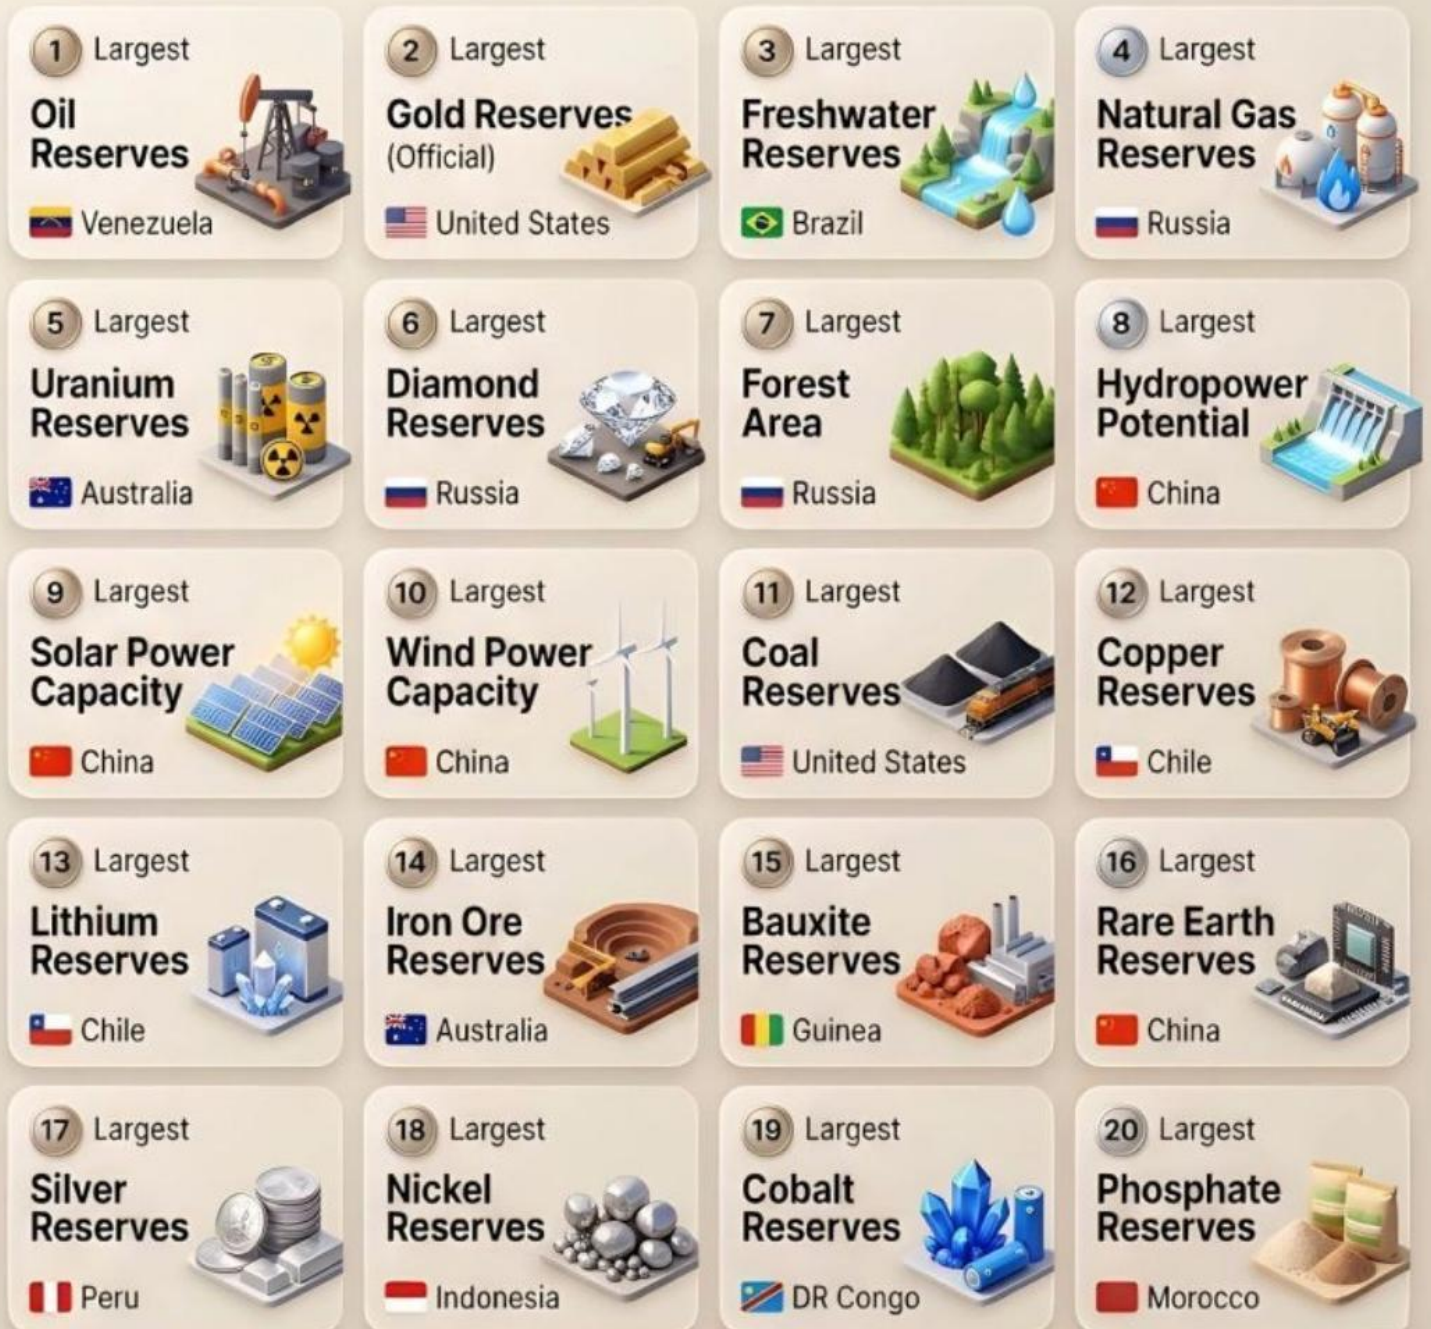 1 Largest
Oil
Reserves
Venezuela
2 Largest
Gold Reserves
(Official)
United States
3 Largest
Freshwater
Reserves
Brazil
4 Largest
Natural Gas
Reserves
Russia
5 Largest
Uranium
Reserves
Australia
6 Largest
Diamond
Reserves
Russia
7 Largest
Forest
Area
Russia
8 Largest
Hydropower
Potential
China
9 Largest
Solar Power
Capacity
China
10 Largest
Wind Power
Capacity
China
11 Largest
Coal
Reserves
United States
12 Largest
Copper
Reserves
Chile
13 Largest
Lithium
Reserves
Chile
14 Largest
Iron Ore
Reserves
Australia
15 Largest
Bauxite
Reserves
Guinea
16 Largest
Rare Earth
Reserves
China
17 Largest
Silver
Reserves
Peru
18 Largest
Nickel
Reserves
Indonesia
19 Largest
Cobalt
Reserves
DR Congo
20 Largest
Phosphate
Reserves
Morocco